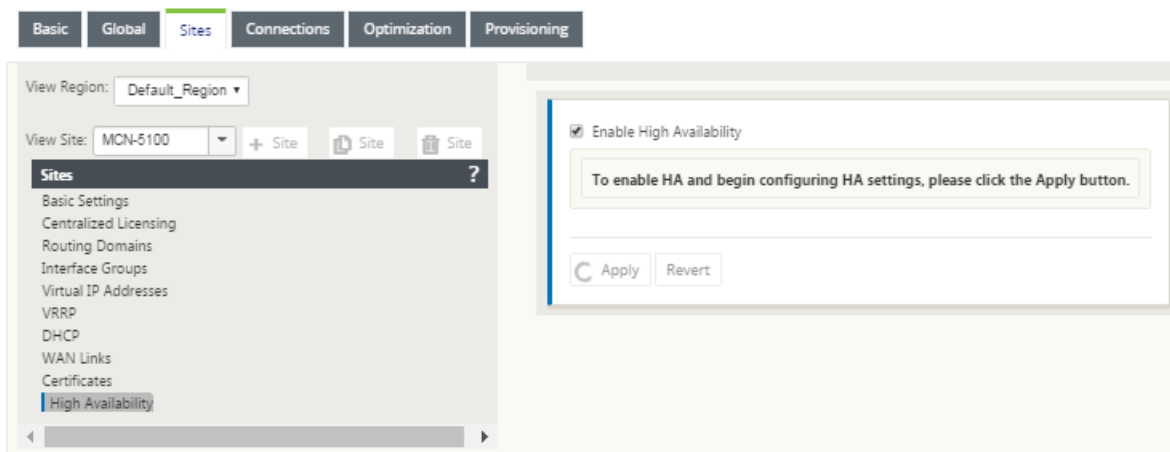 Basic Global Sites Connections Optimization Provisioning
View Region: Default_Region
View Site: MCN-5100 + Site Site Site
Sites ?
Basic Settings
Centralized Licensing
Routing Domains
Interface Groups
Virtual IP Addresses
VRRP
DHCP
WAN Links
Certificates
High Availability
Enable High Availability
To enable HA and begin configuring HA settings, please click the Apply button.
Apply Revert